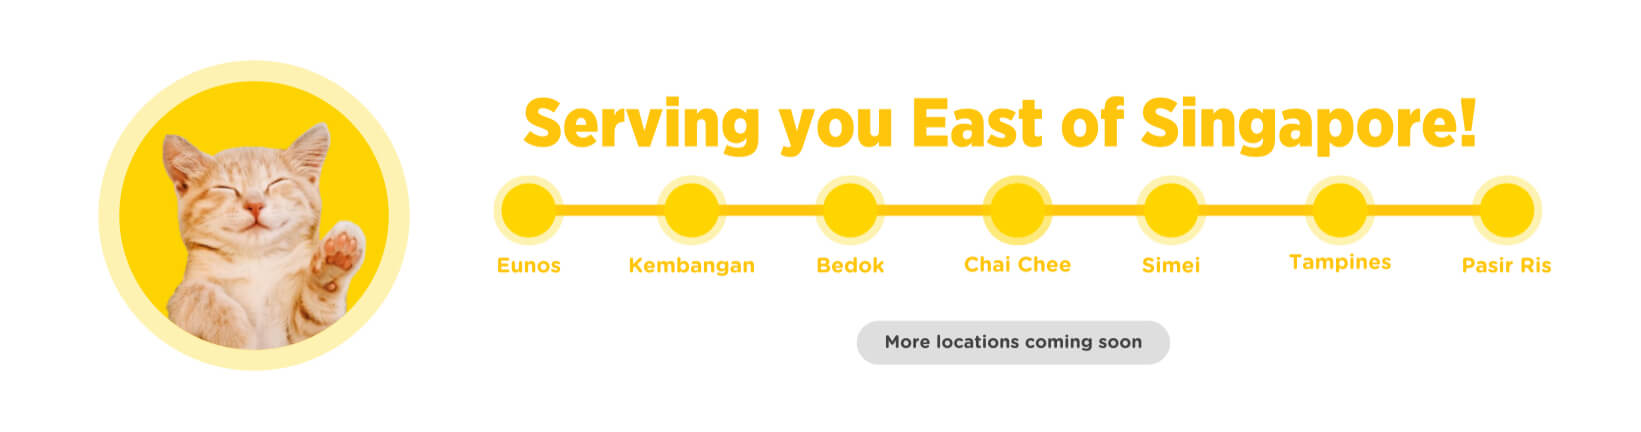 Serving you East of Singapore!
Eunos Kembangan Bedok Chai Chee Simei Tampines Pasir Ris
More locations coming soon